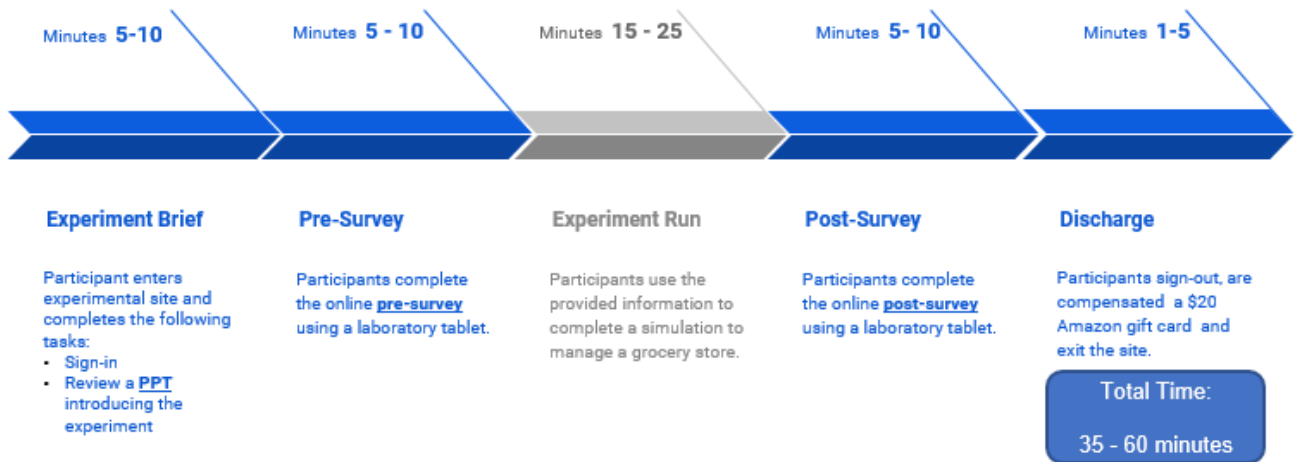 Minutes 5-10
Minutes 5 - 10
Minutes 15 - 25
Minutes 5- 10
Minutes 1-5
Experiment Brief
Participant enters
experimental site and
completes the following
tasks:
▪ Sign-in
▪ Review a PPT
introducing the
experiment
Pre-Survey
Participants complete
the online pre-survey
using a laboratory tablet.
Experiment Run
Participants use the
provided information to
complete a simulation to
manage a grocery store.
Post-Survey
Participants complete
the online post-survey
using a laboratory tablet.
Discharge
Participants sign-out, are
compensated a $20
Amazon gift card and
exit the site.
Total Time:
35 - 60 minutes